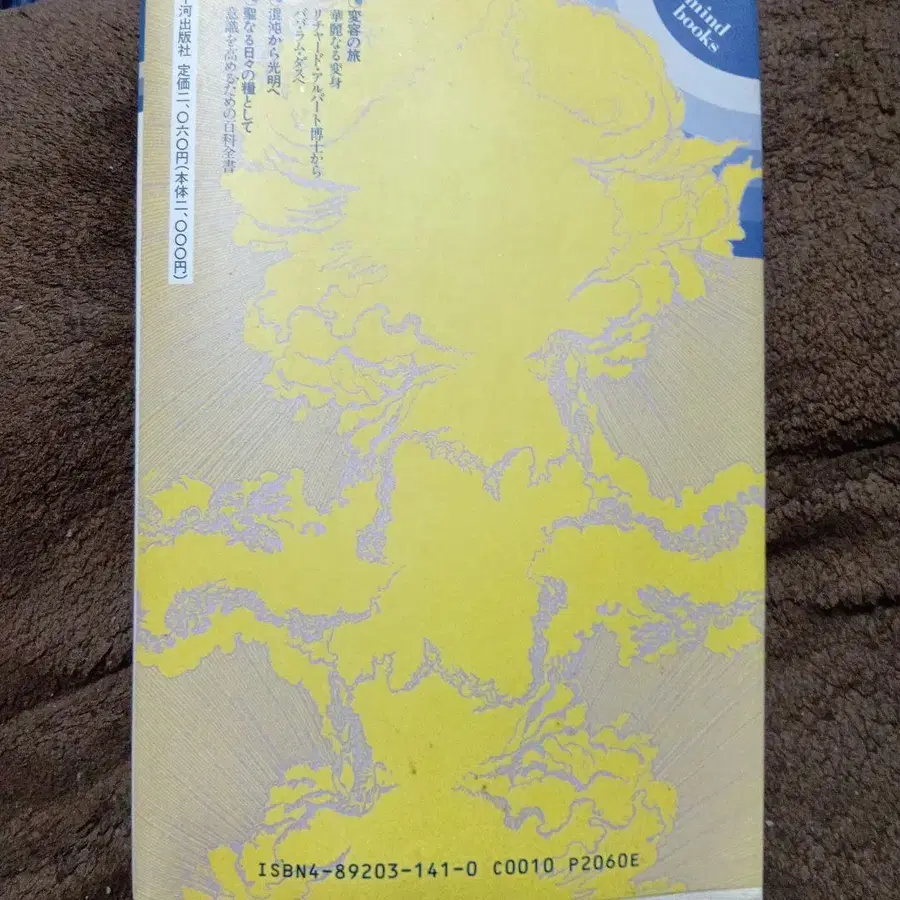 mind
books
変容の旅
華麗なる変身
リチャード・アルパート博士から
ババ・ラム・ダスへ
混沌から光明へ
聖なる日々の糧として
意識を高めるための百科全書
河出版社 定価二、〇六〇円(本体二、〇〇〇円)
ISBN4-89203-141-0 C0010 P2060E